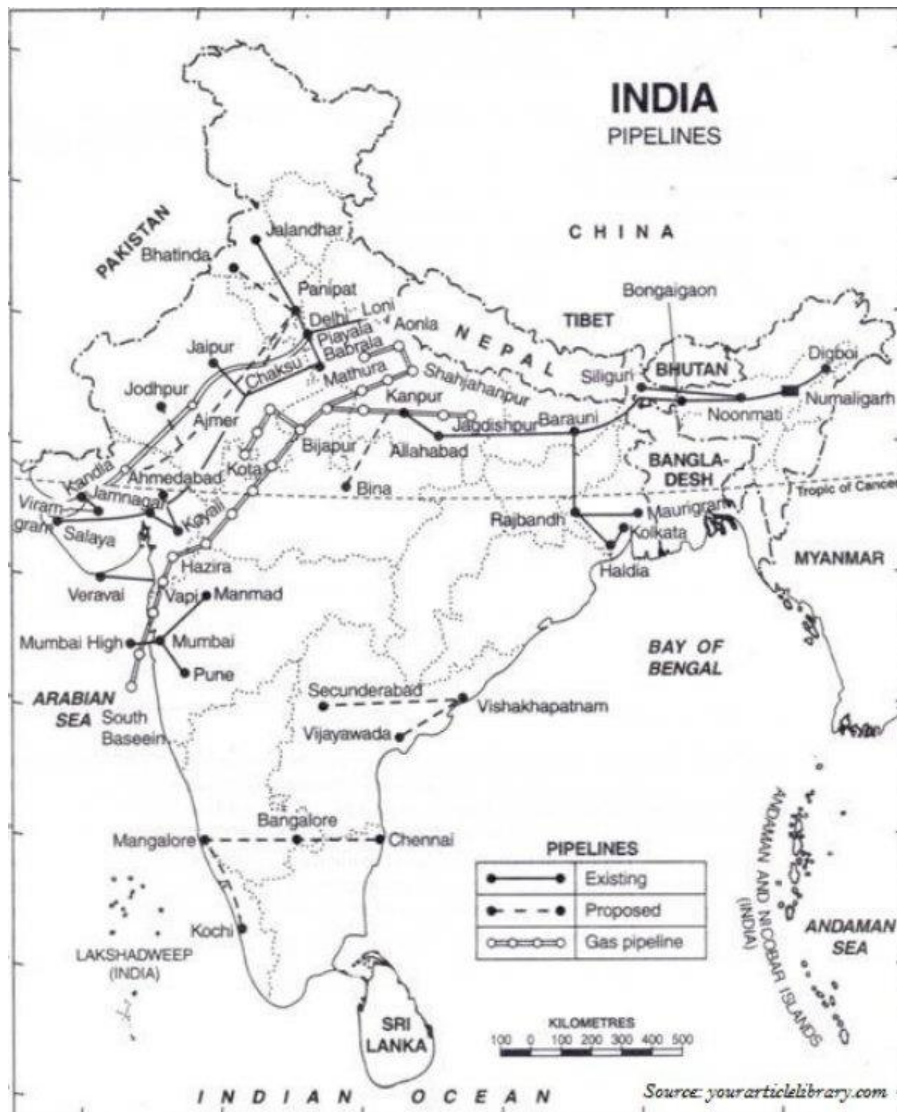 INDIA
PIPELINES
PAKISTAN
CHINA
Jalandhar
Bhatinda
Panipat
Bongaigaon
Delhi
Loni
TIBET
Piayala
Aonla
NEPAL
Babrala
Jaipur
Chaksu
Mathura
Shahjahanpur
Siliguri
BHUTAN
Digboi
Jodhpur
Kanpur
Noonmati
Numaligarh
Ajmer
Jagdishpur
Barauni
Bijapur
Allahabad
Kota
BANGLA-
DESH
Kandla
Ahmedabad
Bina
Tropic of Cancer
Jamnagar
Viram
gram
Salaya
Koyali
Rajbandh
Maurigram
Kolkata
Haldia
MYANMAR
Hazira
Veravai
Vapi
Manmad
Mumbai High
Mumbai
BAY OF
BENGAL
Pune
ARABIAN
SEA
South
Baseein
Secunderabad
Vishakhapatnam
Vijayawada
Bangalore
Mangalore
Chennai
PIPELINES
Existing
Proposed
Gas pipeline
Kochi
LAKSHADWEEP
(INDIA)
ANDAMAN AND NICOBAR ISLANDS
(INDIA)
ANDAMAN
SEA
SRI
LANKA
KILOMETRES
100 0 100 200 300 400 500
INDIAN OCEAN
Source: yourarticlelibrary.com